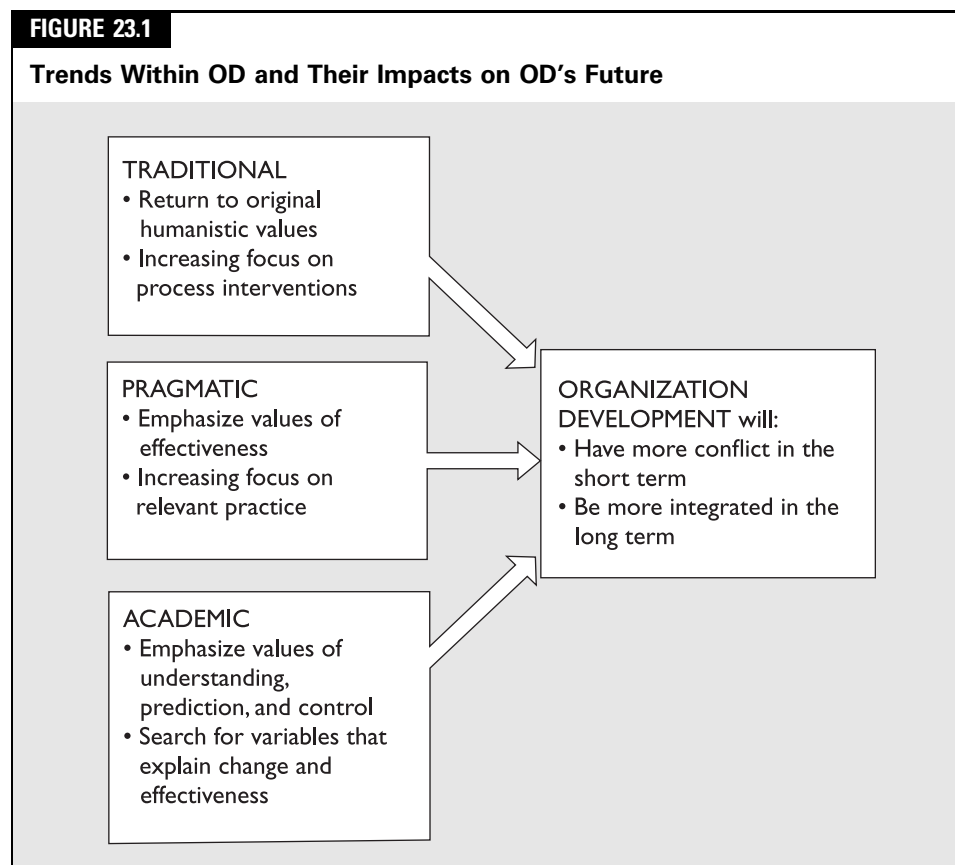 FIGURE 23.1
Trends Within OD and Their Impacts on OD's Future
TRADITIONAL
• Return to original
humanistic values
• Increasing focus on
process interventions
PRAGMATIC
• Emphasize values of
effectiveness
• Increasing focus on
relevant practice
ACADEMIC
• Emphasize values of
understanding,
prediction, and control
• Search for variables that
explain change and
effectiveness
ORGANIZATION
DEVELOPMENT will:
• Have more conflict in the
short term
• Be more integrated in the
long term